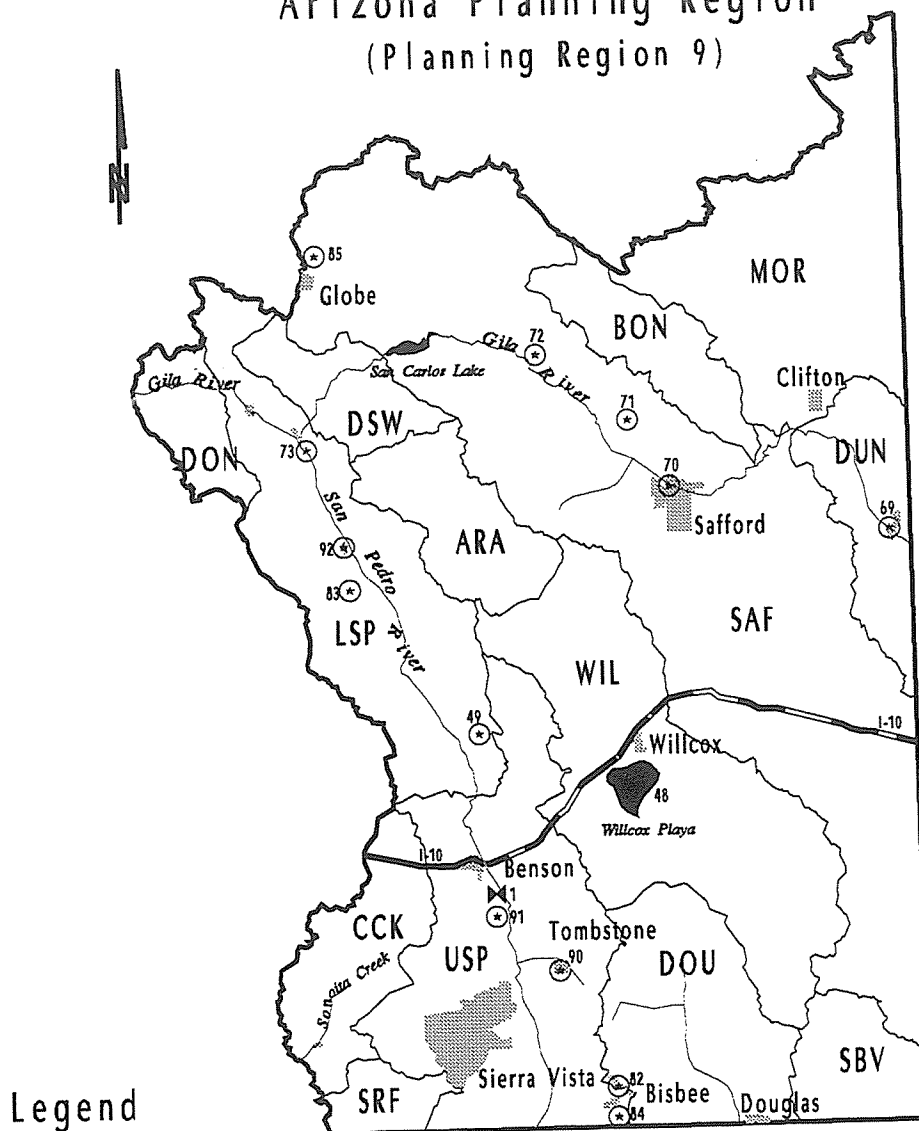 Arizona Planning Region
(Planning Region 9)
N
85
Globe
MOR
BON
72
Gila River
San Carlos Lake
Clifton
Gila River
71
DSW
DUN
73
DON
70
69
Safford
San Pedro River
ARA
92
83
SAF
LSP
WIL
49
I-10
Willcox
48
Willcox Playa
I-10
Benson
1
91
CCK
Tombstone
USP
90
DOU
Sonoita Creek
SBV
Sierra Vista
82
Bisbee
SRF
Douglas
84
Legend